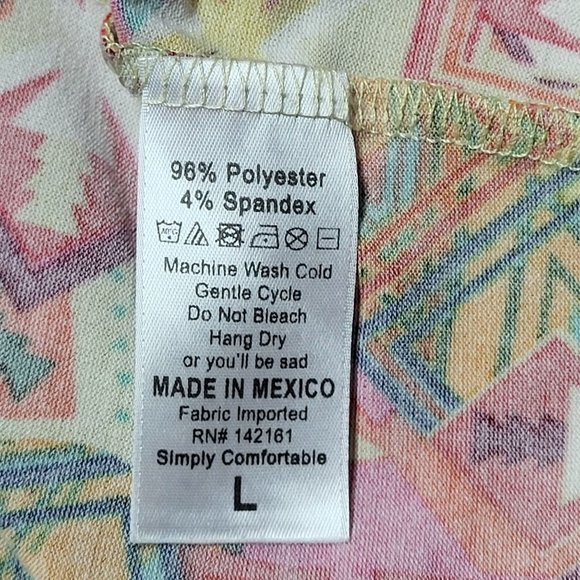 96% Polyester
4% Spandex
Machine Wash Cold
Gentle Cycle
Do Not Bleach
Hang Dry
or you'll be sad
MADE IN MEXICO
Fabric Imported
RN# 142161
Simply Comfortable
L